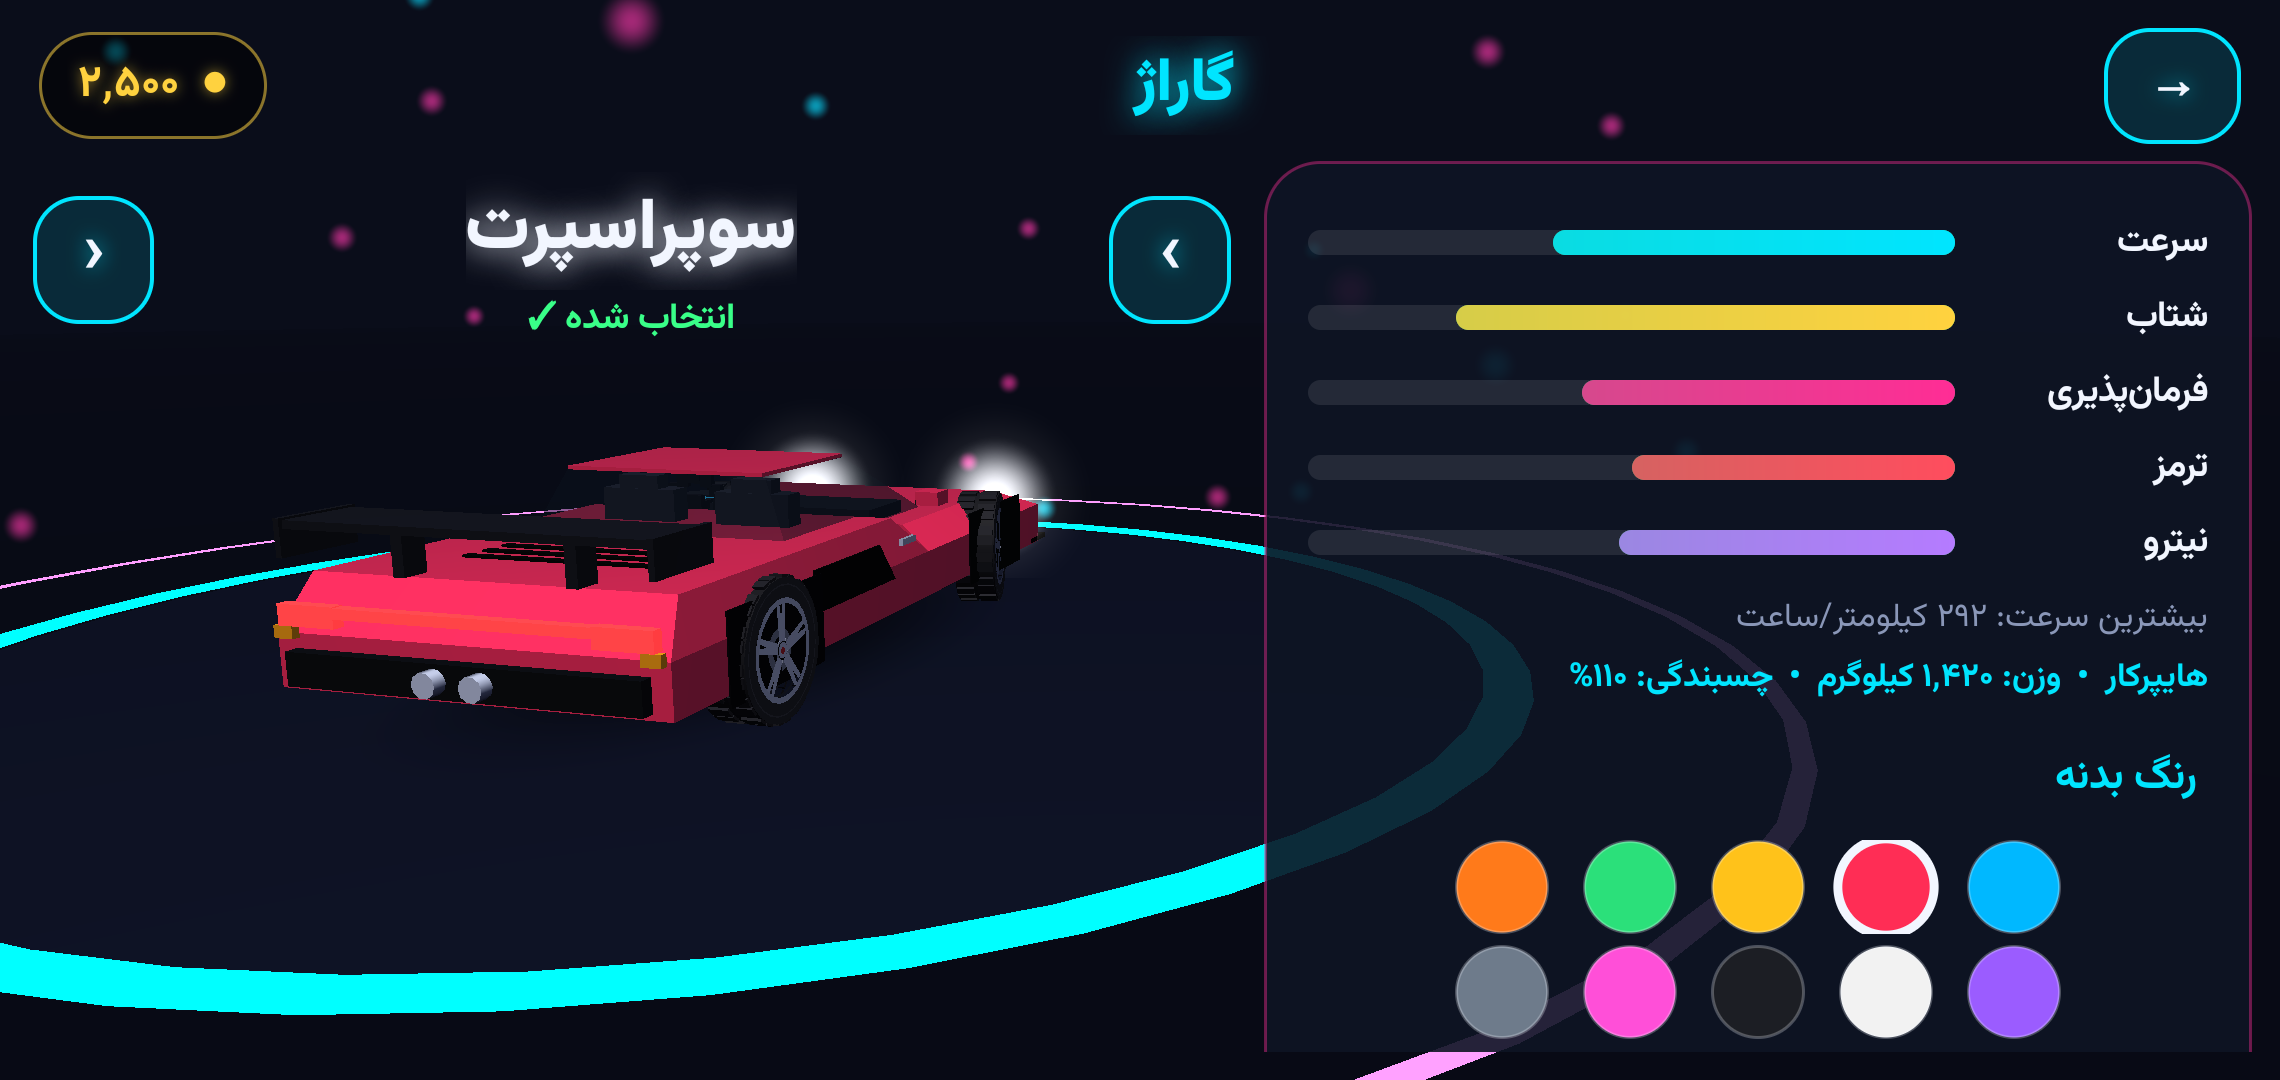 →
گاراژ
۲,۵۰۰
سوپراسپرت
انتخاب شده ✓
سرعت
شتاب
فرمان‌پذیری
ترمز
نیترو
بیشترین سرعت: ۲۹۲ کیلومتر/ساعت
هایپرکار • وزن: ۱,۴۲۰ کیلوگرم • چسبندگی: ۱۱۰%
رنگ بدنه